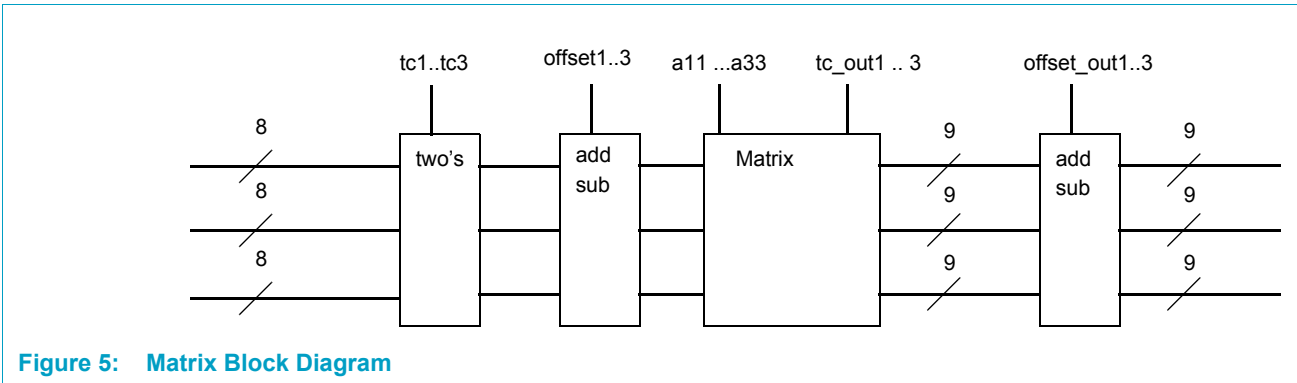 tc1..tc3 offset1..3 a11 ...a33 tc_out1 .. 3 offset_out1..3
8 9 9
two's add Matrix add
sub sub
8 9 9
8 9 9
Figure 5: Matrix Block Diagram